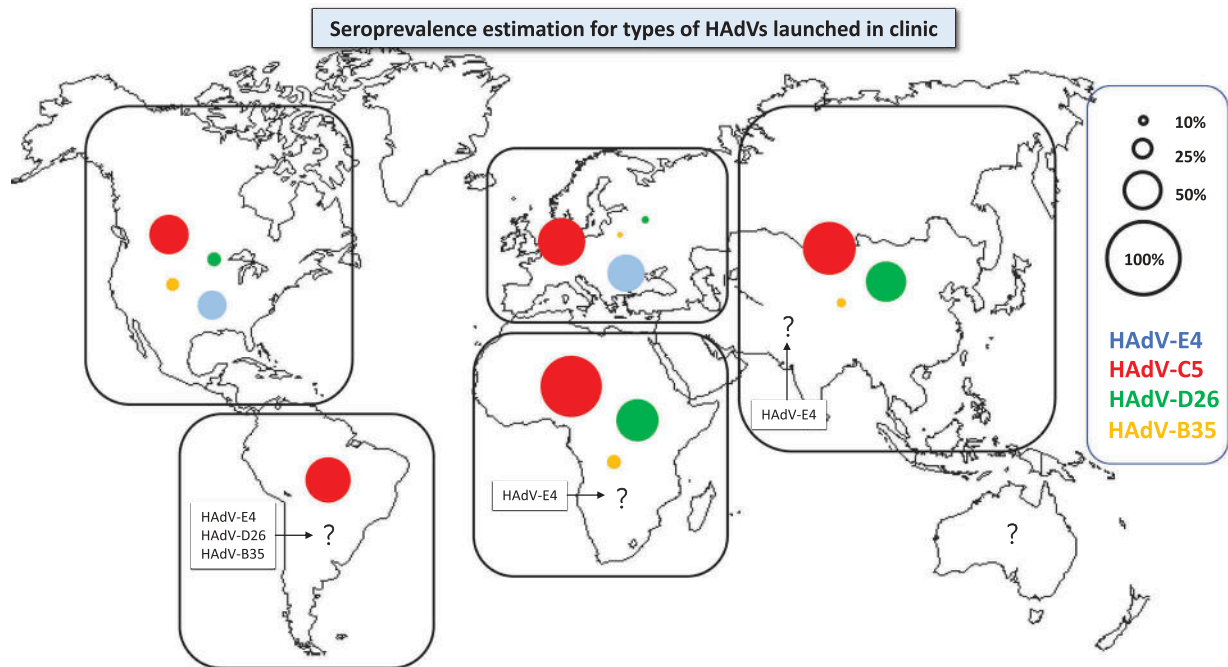 Seroprevalence estimation for types of HAdVs launched in clinic
10%
25%
50%
100%
HAdV-E4
HAdV-C5
HAdV-D26
HAdV-B35
?
HAdV-E4
HAdV-E4
?
HAdV-E4
HAdV-D26
HAdV-B35
?
?